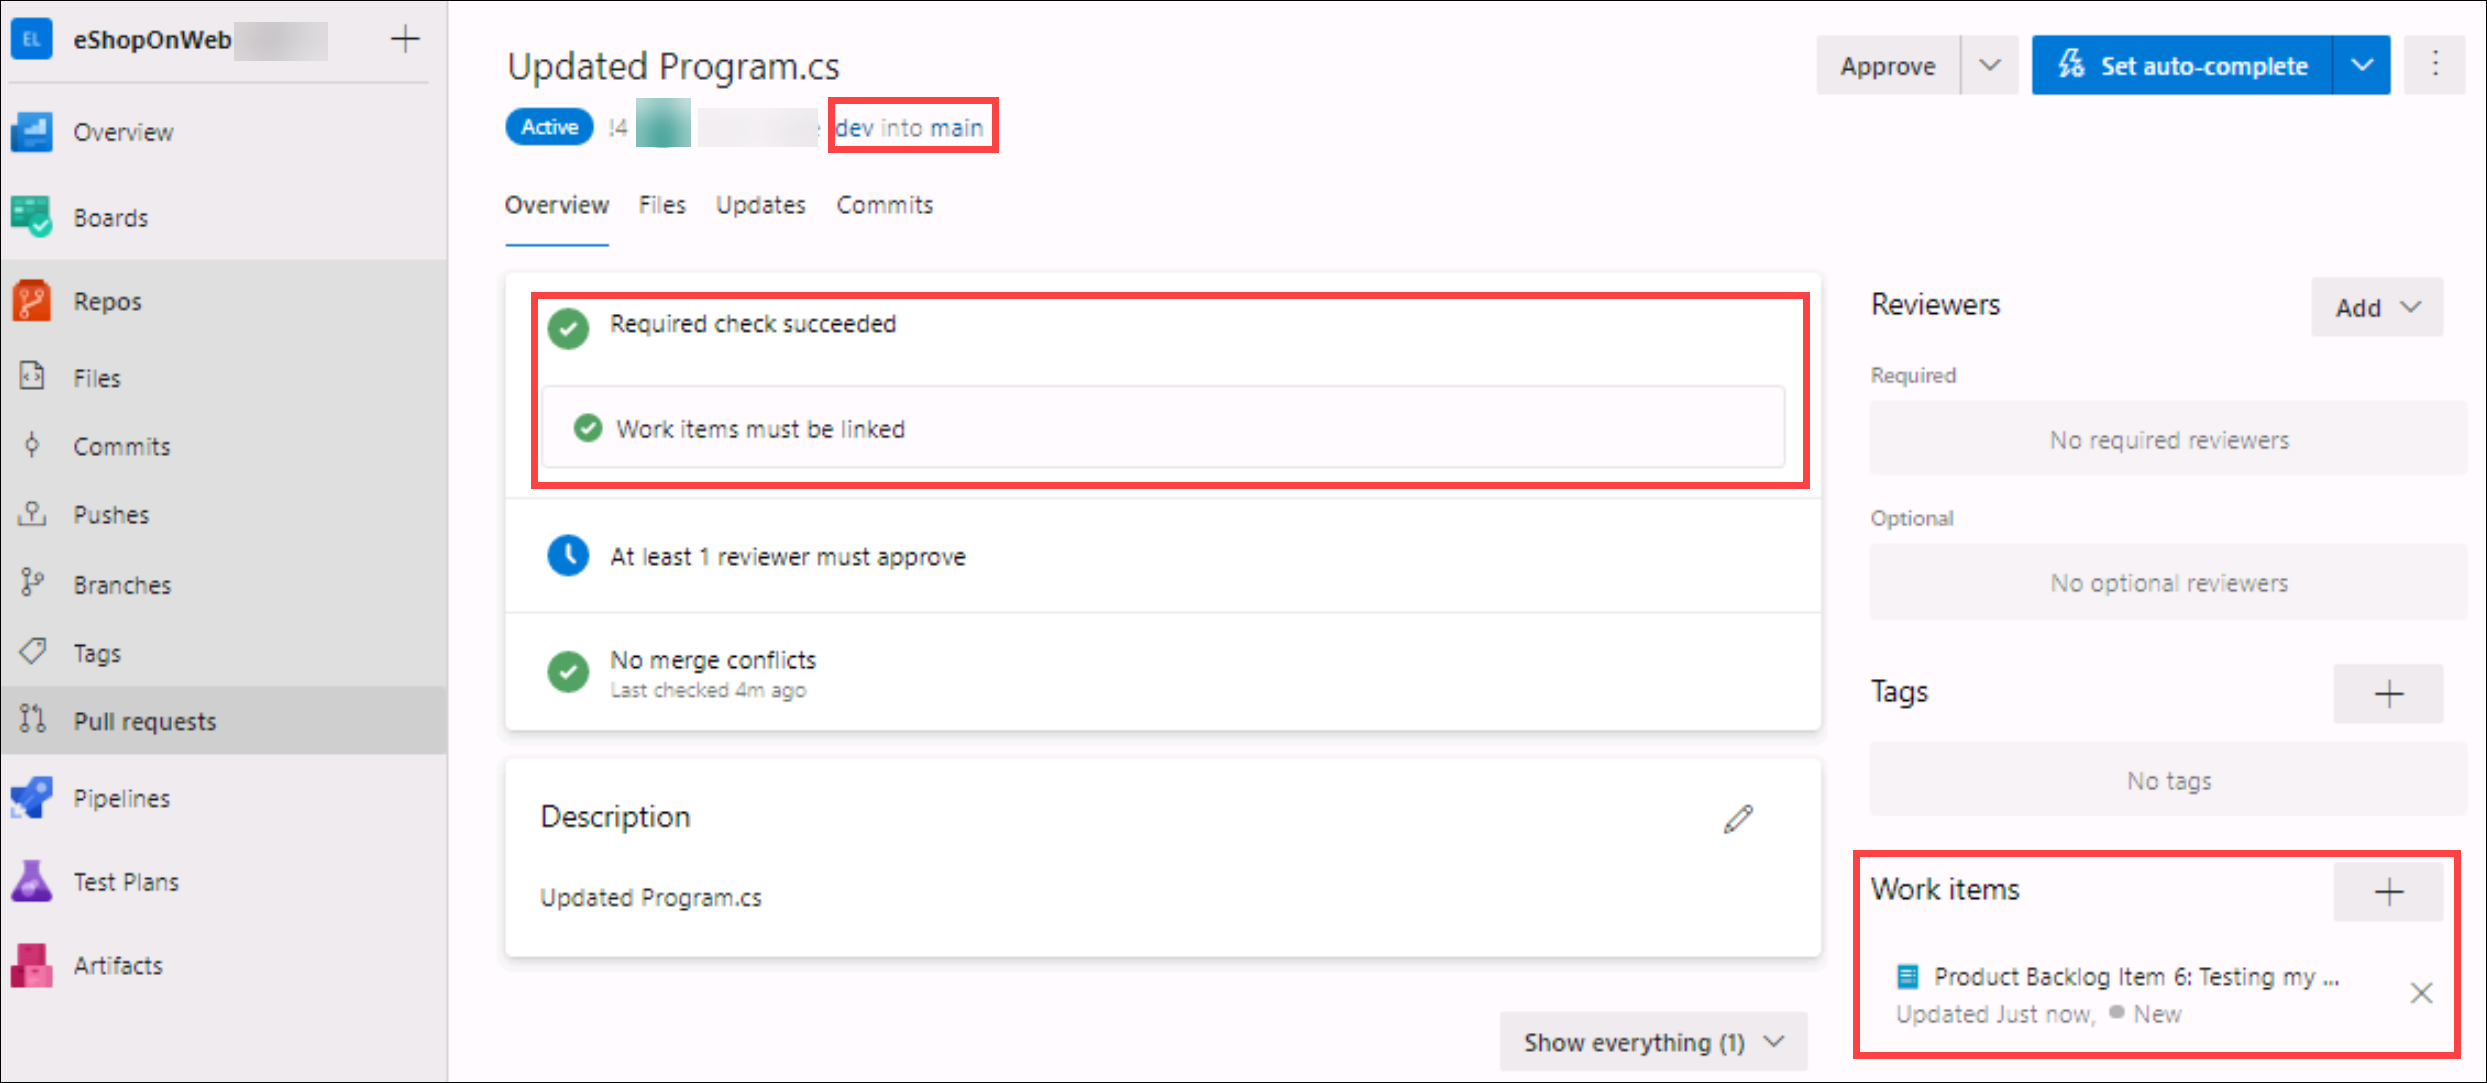 EL
eShopOnWeb
Overview
Boards
Repos
Files
Commits
Pushes
Branches
Tags
Pull requests
Pipelines
Test Plans
Artifacts
Updated Program.cs
Approve
Set auto-complete
Active !4 dev into main
Overview Files Updates Commits
Required check succeeded
Work items must be linked
At least 1 reviewer must approve
No merge conflicts
Last checked 4m ago
Description
Updated Program.cs
Show everything (1)
Reviewers
Add
Required
No required reviewers
Optional
No optional reviewers
Tags
No tags
Work items
Product Backlog Item 6: Testing my ...
Updated Just now, New